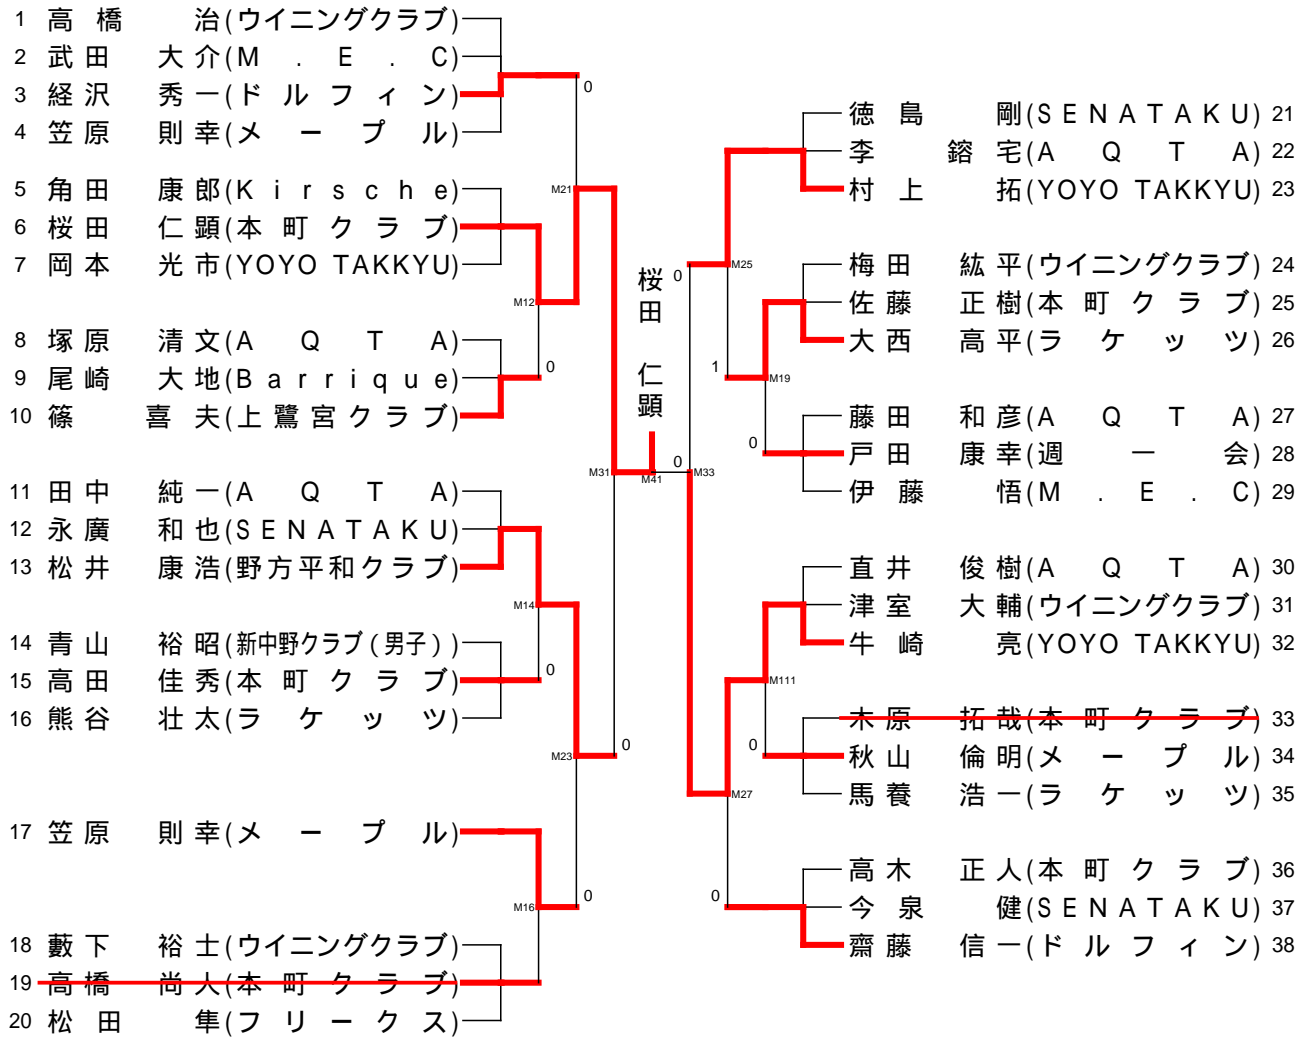 1 高橋 治(ウイニングクラブ)
2 武田 大介(M.E.C)
3 経沢 秀一(ドルフィン)
4 笠原 則幸(メープル)
0
5 角田 康郎(Kirsche)
M21
6 桜田 仁顕(本町クラブ)
7 岡本 光市(YOYO TAKKYU)
M12
8 塚原 清文(AQTA)
9 尾崎 大地(Barrique)
0
10 篠 喜夫(上鷺宮クラブ)
M31
11 田中 純一(AQTA)
12 永廣 和也(SENATAKU)
13 松井 康浩(野方平和クラブ)
M14
14 青山 裕昭(新中野クラブ(男子))
0
15 高田 佳秀(本町クラブ)
16 熊谷 壮太(ラケッツ)
0
M23
17 笠原 則幸(メープル)
0
M16
18 藪下 裕士(ウイニングクラブ)
19 高橋 尚人(本町クラブ)
20 松田 隼(フリークス)
桜田 仁顕
M41
0
M33
徳島 剛(SENATAKU) 21
李 鎔宅(AQTA) 22
村上 拓(YOYO TAKKYU) 23
0
M25
梅田 紘平(ウイニングクラブ) 24
佐藤 正樹(本町クラブ) 25
大西 高平(ラケッツ) 26
1
M19
藤田 和彦(AQTA) 27
0
戸田 康幸(週一会) 28
伊藤 悟(M.E.C) 29
直井 俊樹(AQTA) 30
津室 大輔(ウイニングクラブ) 31
牛崎 亮(YOYO TAKKYU) 32
M111
木原 拓哉(本町クラブ) 33
0
秋山 倫明(メープル) 34
馬養 浩一(ラケッツ) 35
M27
高木 正人(本町クラブ) 36
0
今泉 健(SENATAKU) 37
齋藤 信一(ドルフィン) 38